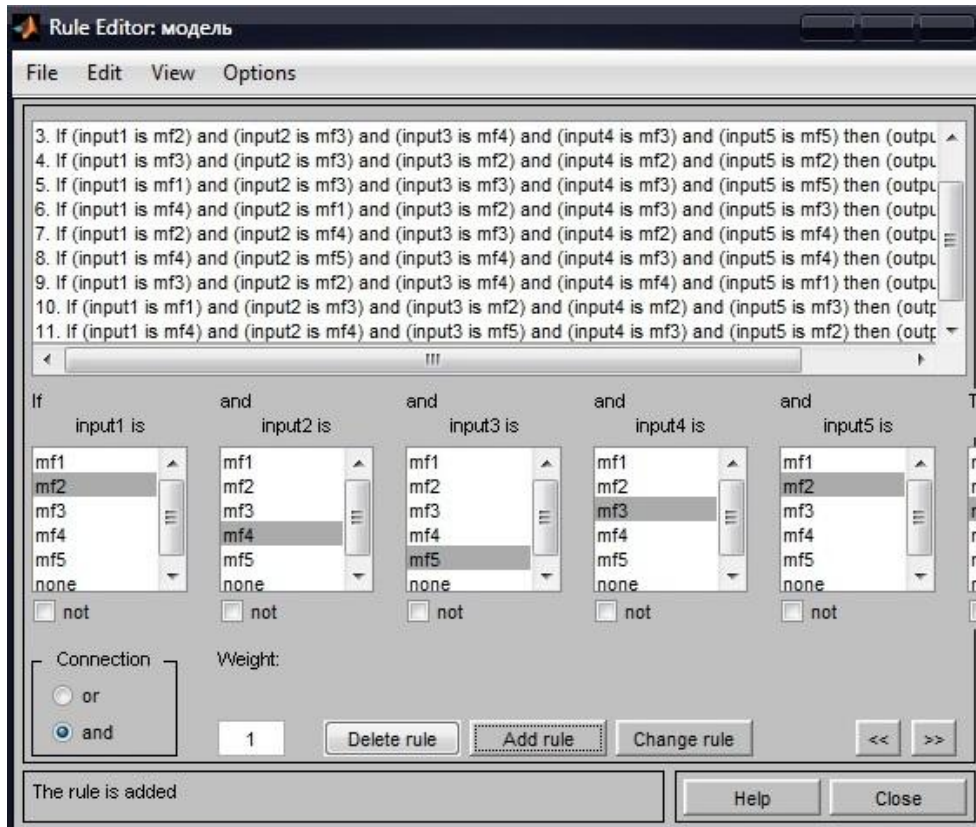 Rule Editor: модель
File Edit View Options
3. If (input1 is mf2) and (input2 is mf3) and (input3 is mf4) and (input4 is mf3) and (input5 is mf5) then (outpu
4. If (input1 is mf3) and (input2 is mf3) and (input3 is mf2) and (input4 is mf2) and (input5 is mf2) then (outpu
5. If (input1 is mf1) and (input2 is mf3) and (input3 is mf3) and (input4 is mf3) and (input5 is mf5) then (outpu
6. If (input1 is mf4) and (input2 is mf1) and (input3 is mf2) and (input4 is mf3) and (input5 is mf3) then (outpu
7. If (input1 is mf2) and (input2 is mf4) and (input3 is mf3) and (input4 is mf2) and (input5 is mf4) then (outpu
8. If (input1 is mf4) and (input2 is mf5) and (input3 is mf4) and (input4 is mf3) and (input5 is mf4) then (outpu
9. If (input1 is mf3) and (input2 is mf2) and (input3 is mf4) and (input4 is mf4) and (input5 is mf1) then (outpu
10. If (input1 is mf1) and (input2 is mf3) and (input3 is mf2) and (input4 is mf2) and (input5 is mf3) then (outp
11. If (input1 is mf4) and (input2 is mf4) and (input3 is mf5) and (input4 is mf3) and (input5 is mf2) then (outp
If and and and and
input1 is input2 is input3 is input4 is input5 is
mf1 mf1 mf1 mf1 mf1
mf2 mf2 mf2 mf2 mf2
mf3 mf3 mf3 mf3 mf3
mf4 mf4 mf4 mf4 mf4
mf5 mf5 mf5 mf5 mf5
none none none none none
not not not not not
Connection Weight:
or
and 1 Delete rule Add rule Change rule << >>
The rule is added Help Close